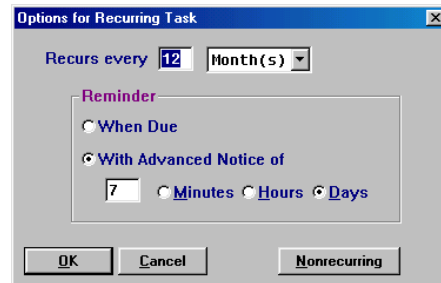 Options for Recurring Task
Recurs every 12 Month(s)
Reminder
When Due
With Advanced Notice of
7 Minutes Hours Days
OK Cancel Nonrecurring